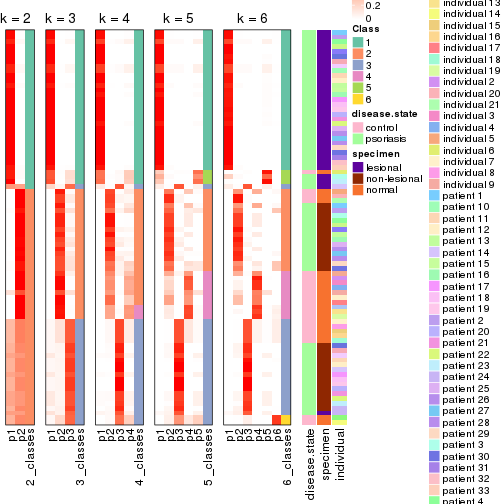 k = 2
k = 3
k = 4
k = 5
k = 6
p1
p2
2_classes
p1
p2
p3
3_classes
p1
p2
p3
p4
4_classes
p1
p2
p3
p4
p5
5_classes
p1
p2
p3
p4
p5
p6
6_classes
disease.state
specimen
individual
0.2
0
Class
1
2
3
4
5
6
disease.state
control
psoriasis
specimen
lesional
non-lesional
normal
individual 13
individual 14
individual 15
individual 16
individual 17
individual 18
individual 19
individual 2
individual 20
individual 21
individual 3
individual 4
individual 5
individual 6
individual 7
individual 8
individual 9
patient 1
patient 10
patient 11
patient 12
patient 13
patient 14
patient 15
patient 16
patient 17
patient 18
patient 19
patient 2
patient 20
patient 21
patient 22
patient 23
patient 24
patient 25
patient 26
patient 27
patient 28
patient 29
patient 3
patient 30
patient 31
patient 32
patient 33
patient 4